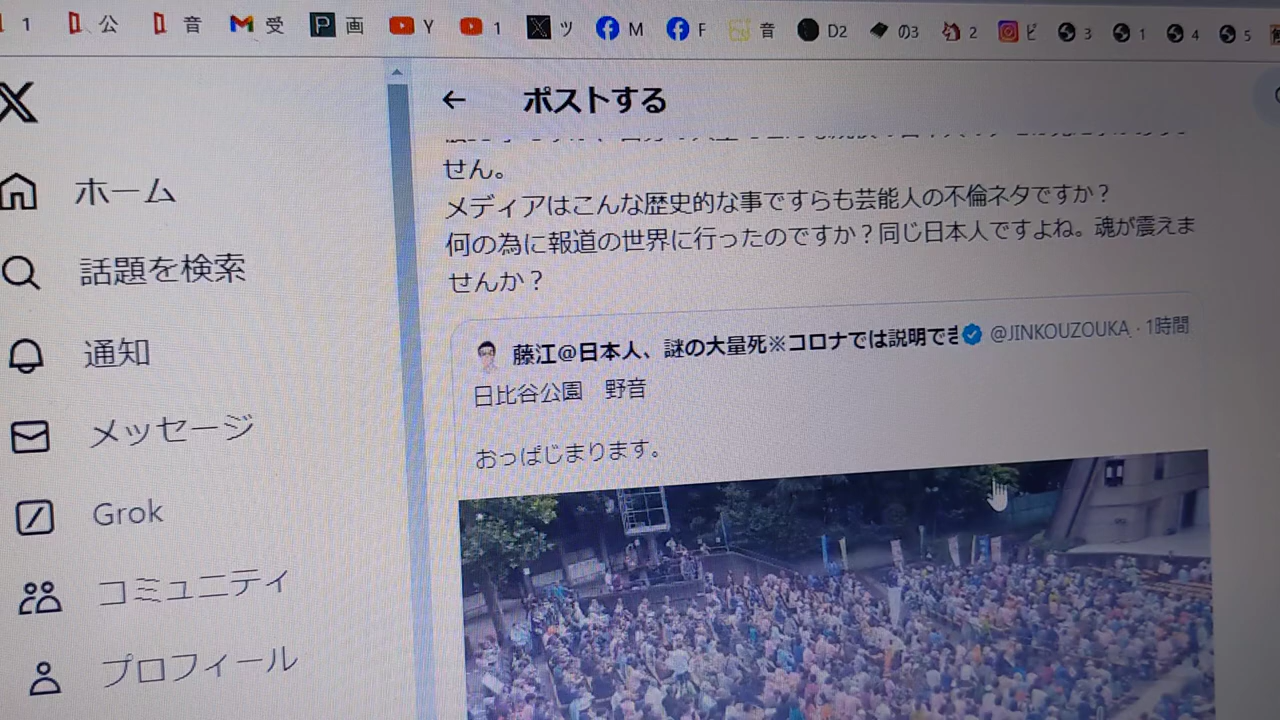 1 公 音 受 画 Y 1 ツ M F 音 D2 の3 2 ビ 3 1 4 5
X
ホーム
話題を検索
通知
メッセージ
Grok
コミュニティ
プロフィール
← ポストする
せん。
メディアはこんな歴史的な事ですらも芸能人の不倫ネタですか？
何の為に報道の世界に行ったのですか？同じ日本人ですよね。魂が震えま
せんか？
藤江@日本人、謎の大量死※コロナでは説明でき @JINKOUZOUKA · 1時間
日比谷公園　野音
おっぱじまります。